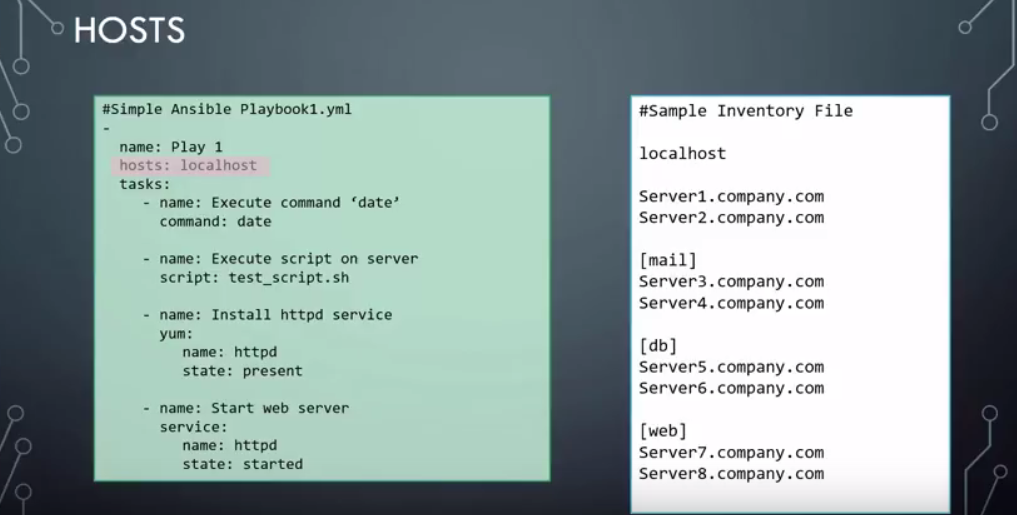 HOSTS
#Simple Ansible Playbook1.yml
-
name: Play 1
hosts: localhost
tasks:
- name: Execute command ‘date’
command: date
- name: Execute script on server
script: test_script.sh
- name: Install httpd service
yum:
name: httpd
state: present
- name: Start web server
service:
name: httpd
state: started
#Sample Inventory File
localhost
Server1.company.com
Server2.company.com
[mail]
Server3.company.com
Server4.company.com
[db]
Server5.company.com
Server6.company.com
[web]
Server7.company.com
Server8.company.com